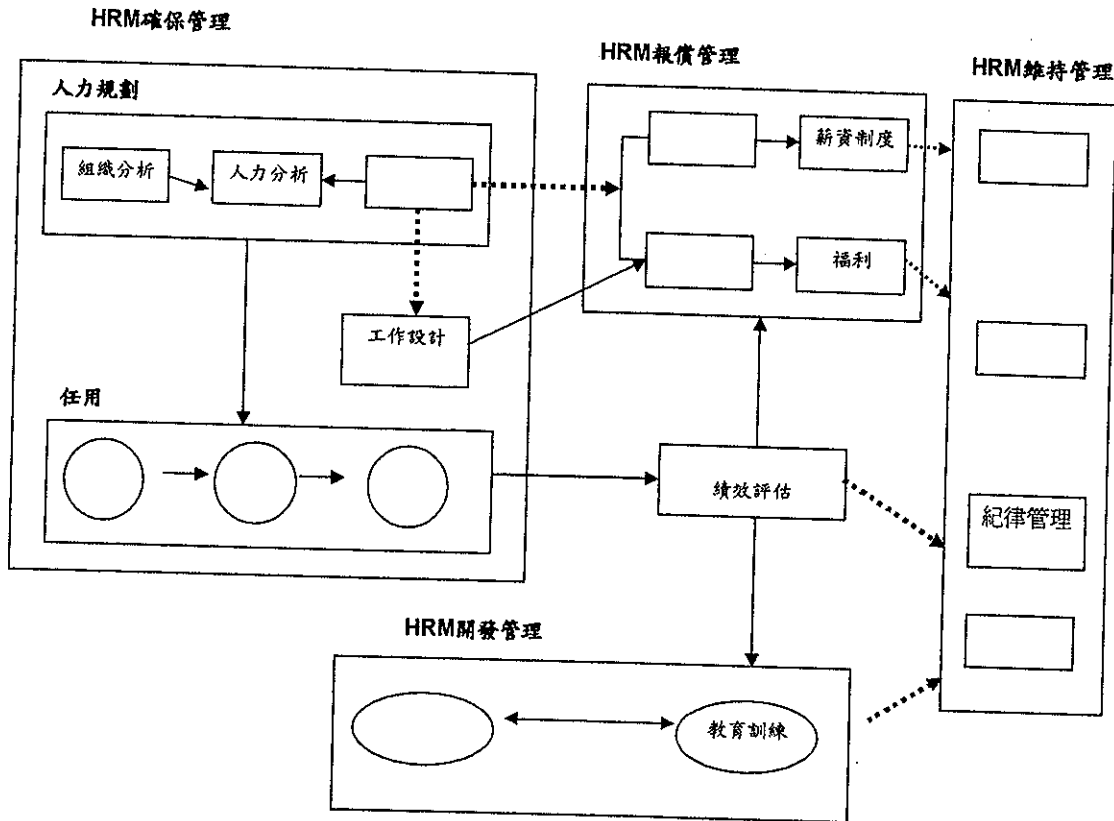 HRM確保管理
HRM報償管理
HRM維持管理
人力規劃
組織分析
人力分析
薪資制度
福利
工作設計
任用
績效評估
紀律管理
HRM開發管理
教育訓練